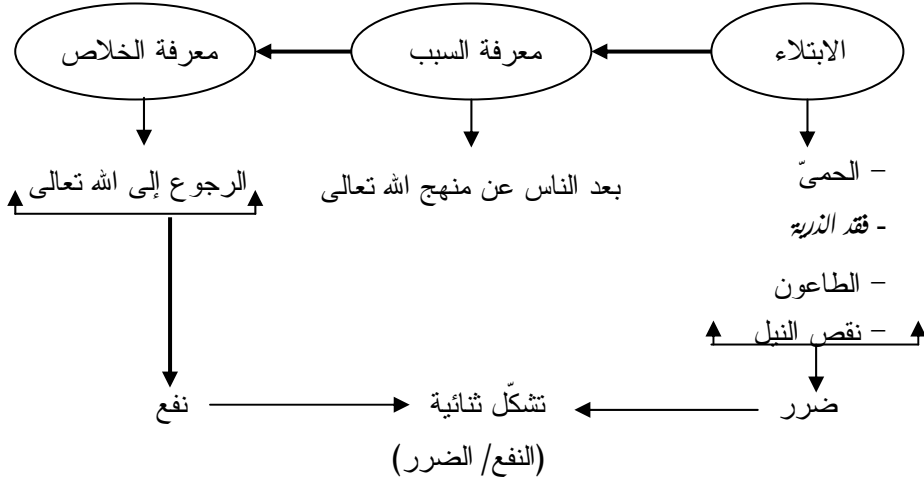 الابتلاء
معرفة السبب
معرفة الخلاص
– الحمىّ
- فقد الذرية
– الطاعون
– نقص النيل
بعد الناس عن منهج الله تعالى
الرجوع إلى الله تعالى
ضرر
تشكّل ثنائية
نفع
(النفع/ الضرر)